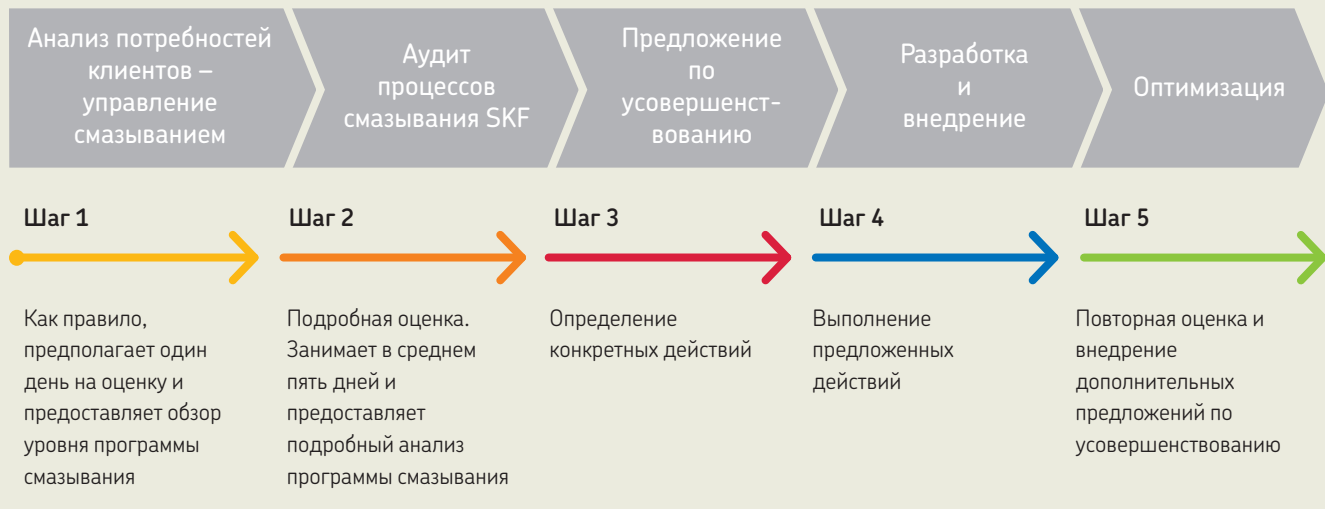 Анализ потребностей
клиентов –
управление
смазыванием
Аудит
процессов
смазывания SKF
Предложение
по
усовершенст-
вованию
Разработка
и
внедрение
Оптимизация
Шаг 1
Как правило,
предполагает один
день на оценку и
предоставляет обзор
уровня программы
смазывания
Шаг 2
Подробная оценка.
Занимает в среднем
пять дней и
предоставляет
подробный анализ
программы смазывания
Шаг 3
Определение
конкретных действий
Шаг 4
Выполнение
предложенных
действий
Шаг 5
Повторная оценка и
внедрение
дополнительных
предложений по
усовершенствованию